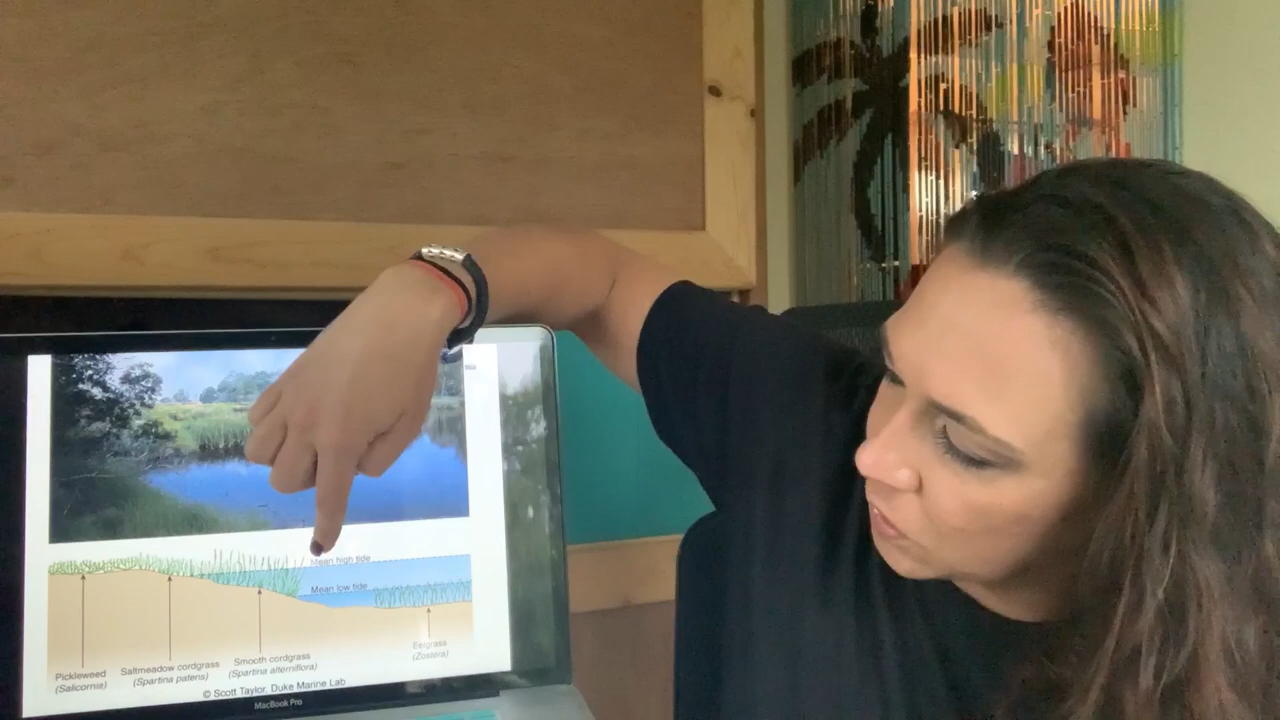 Mean high tide
Mean low tide
Eelgrass
(Zostera)
Smooth cordgrass
(Spartina alterniflora)
Saltmeadow cordgrass
(Spartina patens)
Pickleweed
(Salicornia)
© Scott Taylor, Duke Marine Lab
MacBook Pro